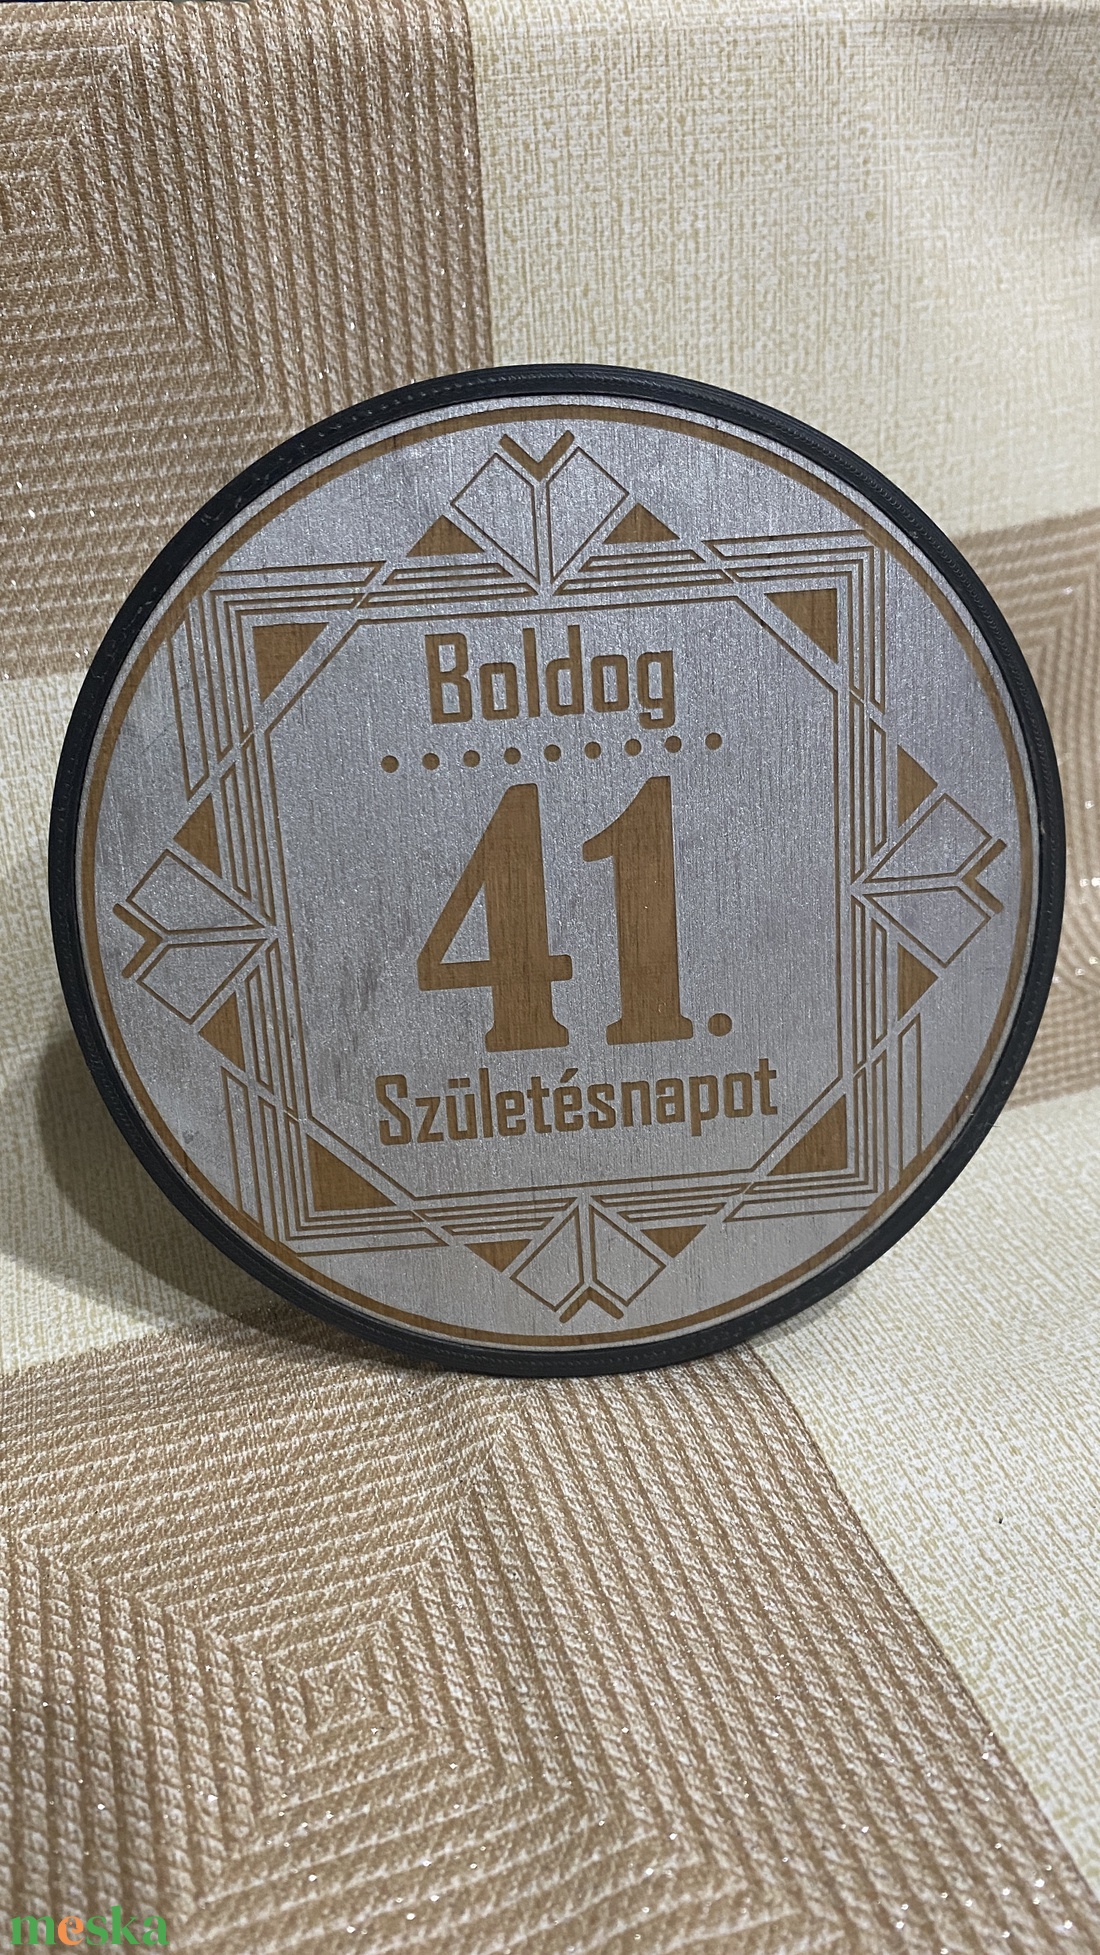 Boldog
41.
Születésnapot
meska